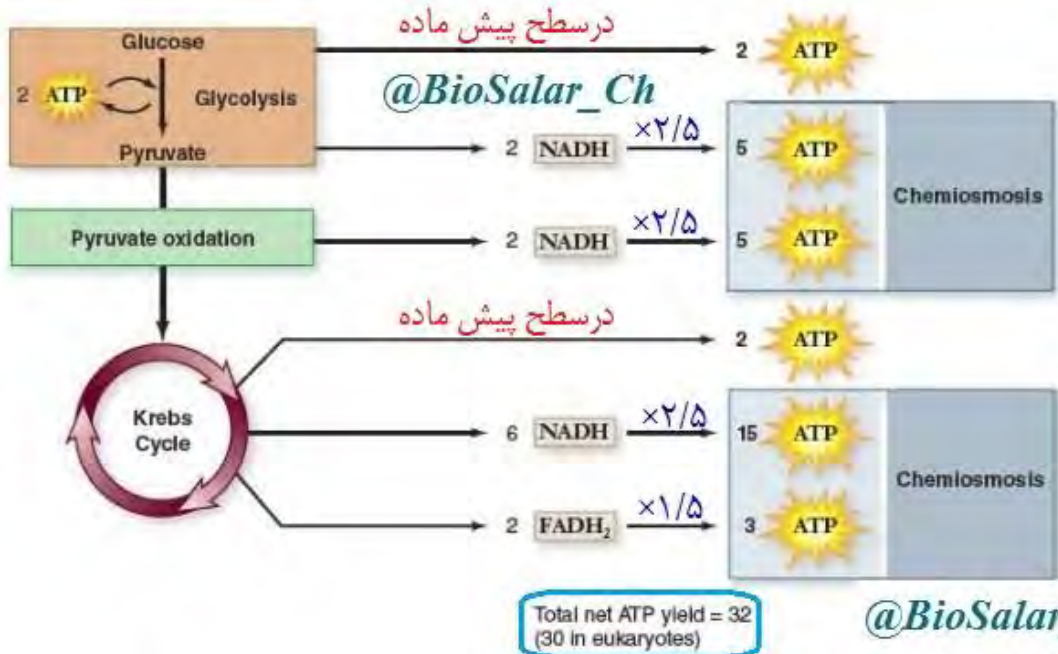 درسطح پیش ماده
Glucose
2 ATP
2 ATP
Glycolysis
@BioSalar_Ch
Pyruvate
2 NADH
×۲/۵
5 ATP
Chemiosmosis
Pyruvate oxidation
2 NADH
×۲/۵
5 ATP
درسطح پیش ماده
2 ATP
Krebs
Cycle
6 NADH
×۲/۵
15 ATP
Chemiosmosis
2 FADH₂
×۱/۵
3 ATP
Total net ATP yield = 32
(30 in eukaryotes)
@BioSalar